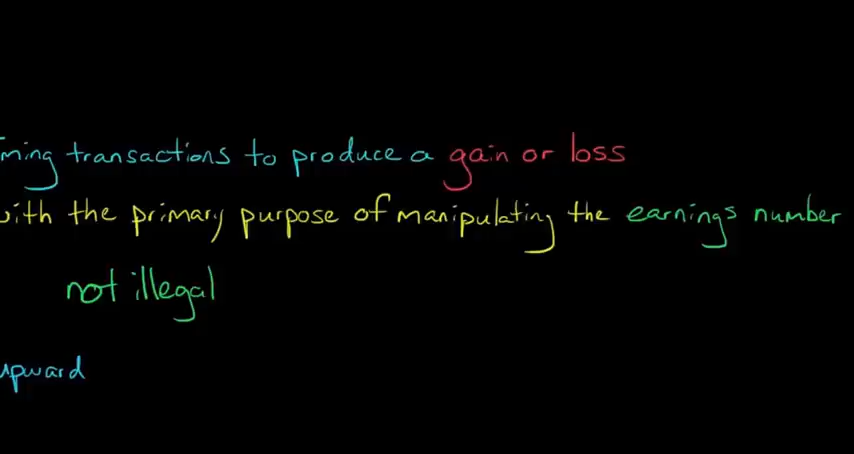 ming transactions to produce a gain or loss
with the primary purpose of manipulating the earnings number
not illegal
upward